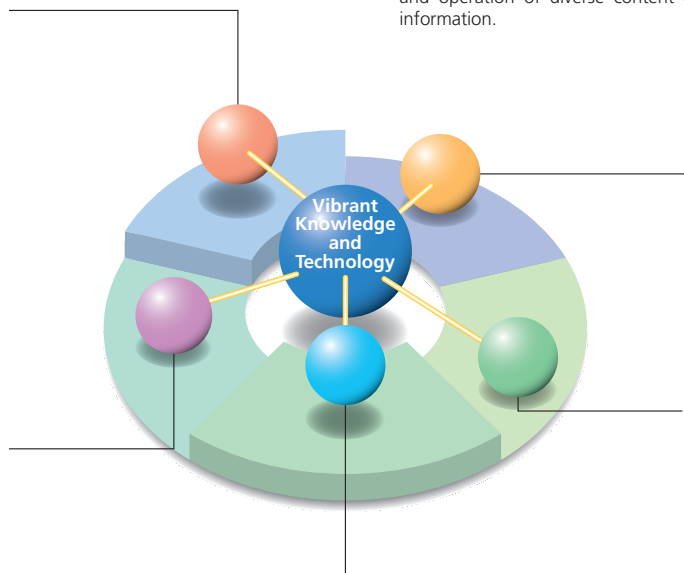 and operation of diverse content
information.
Vibrant
Knowledge
and
Technology